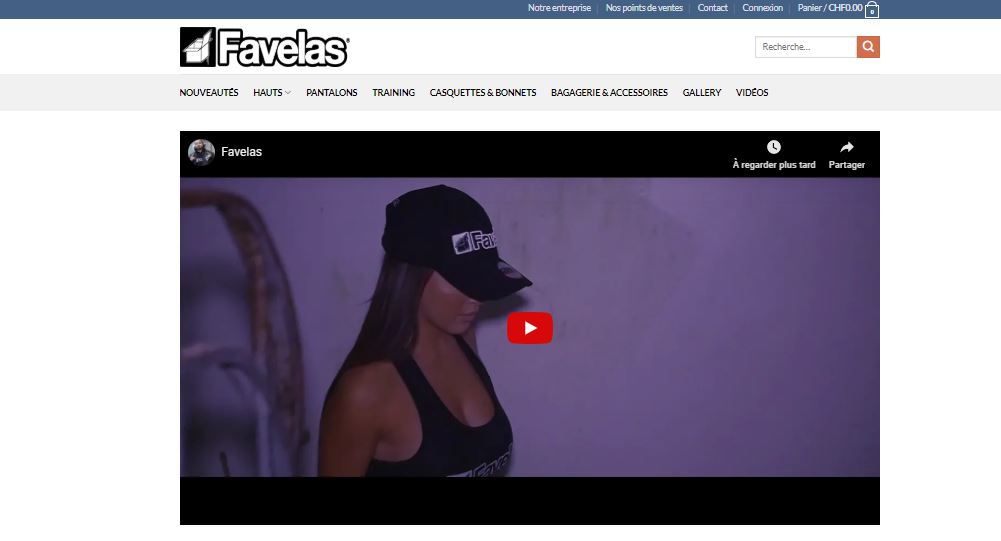 Notre entreprise Nos points de ventes Contact Connexion Panier / CHF0.00 0
Favelas®
Recherche...
NOUVEAUTÉS HAUTS PANTALONS TRAINING CASQUETTES & BONNETS BAGAGERIE & ACCESSOIRES GALLERY VIDÉOS
Favelas
À regarder plus tard Partager
Fav